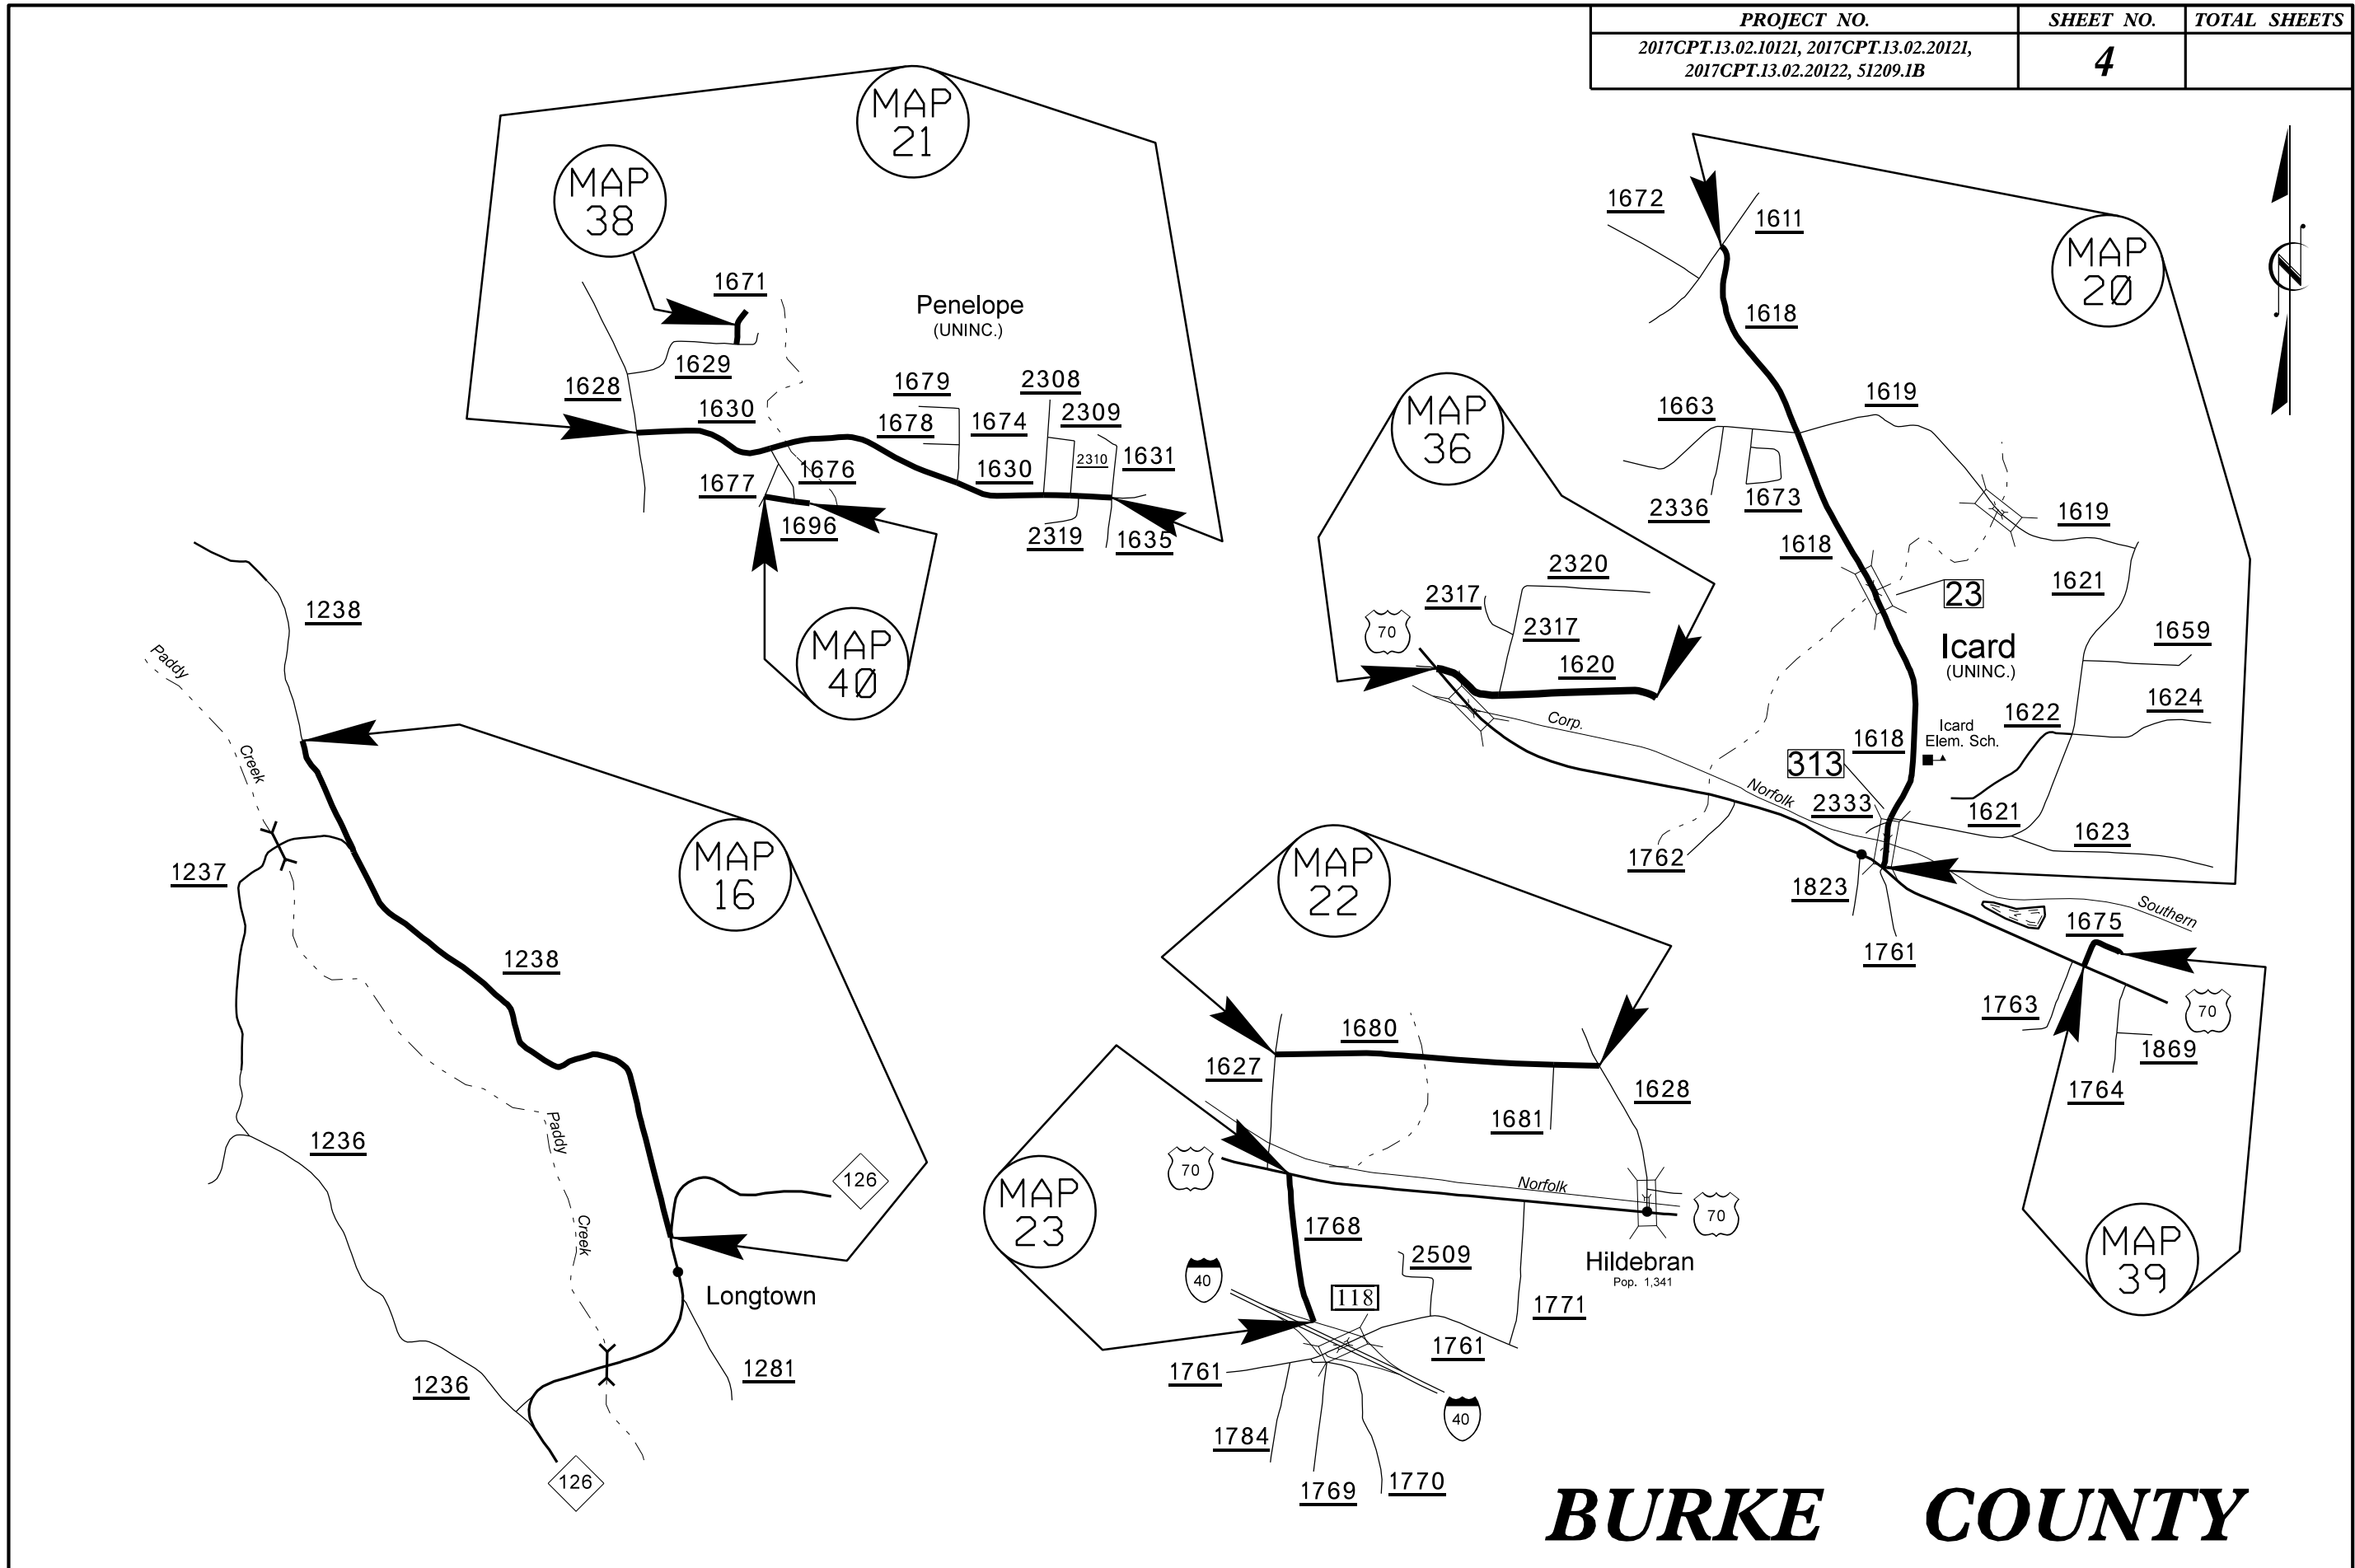 PROJECT NO.
SHEET NO.
TOTAL SHEETS
2017CPT.13.02.10121, 2017CPT.13.02.20121,
2017CPT.13.02.20122, 51209.1B
4
MAP
21
MAP
38
1671
Penelope
(UNINC.)
1629
1628
1630
1679
2308
1678
1674
2309
1630
2310
1631
1676
1677
1696
2319
1635
MAP
40
1672
1611
MAP
20
1618
1663
1619
2336
1673
1619
1618
23
1621
MAP
36
2320
2317
70
2317
1620
Icard
(UNINC.)
1659
1624
1622
Icard
Elem. Sch.
1618
Corp.
313
Norfolk
2333
1621
1623
1762
1823
1761
Southern
1675
1763
70
1869
1764
MAP
39
1238
Paddy
Creek
1237
MAP
16
1238
1236
Paddy
Creek
126
Longtown
1281
1236
126
MAP
22
1680
1627
1628
1681
70
Norfolk
70
MAP
23
1768
Hildebran
Pop. 1,341
2509
40
118
1771
1761
1761
40
1784
1769
1770
BURKE COUNTY